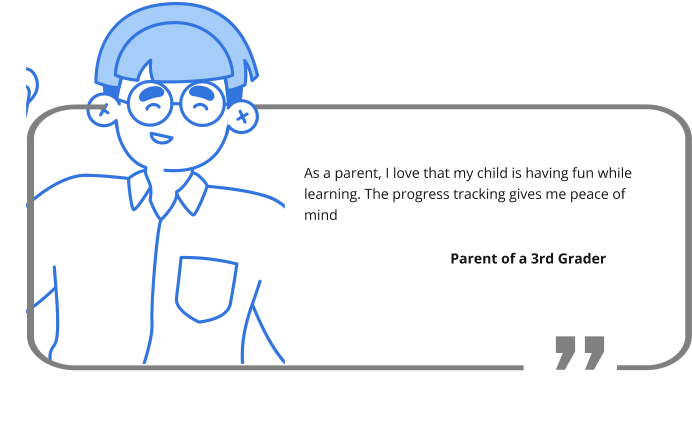 As a parent, I love that my child is having fun while
learning. The progress tracking gives me peace of
mind
Parent of a 3rd Grader
”